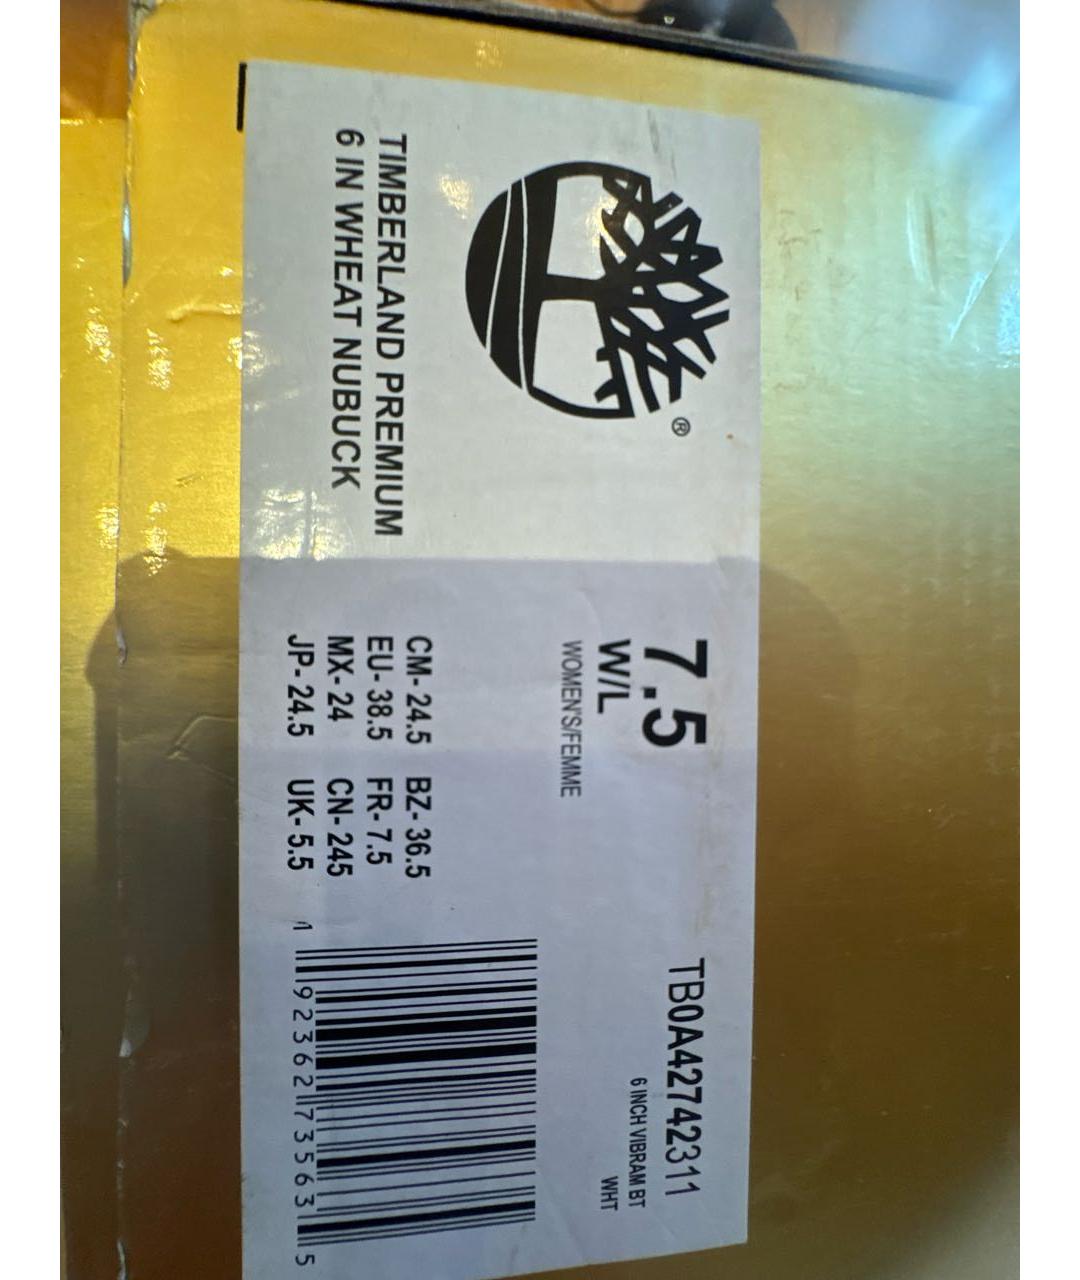 ®
TIMBERLAND PREMIUM
6 IN WHEAT NUBUCK
7.5
W/L
WOMEN'S/FEMME
CM- 24.5 BZ- 36.5
EU- 38.5 FR- 7.5
MX- 24 CN- 245
JP- 24.5 UK- 5.5
TB0A42742311
6 INCH VIBRAM BT
WHT
1 92362 73563 5